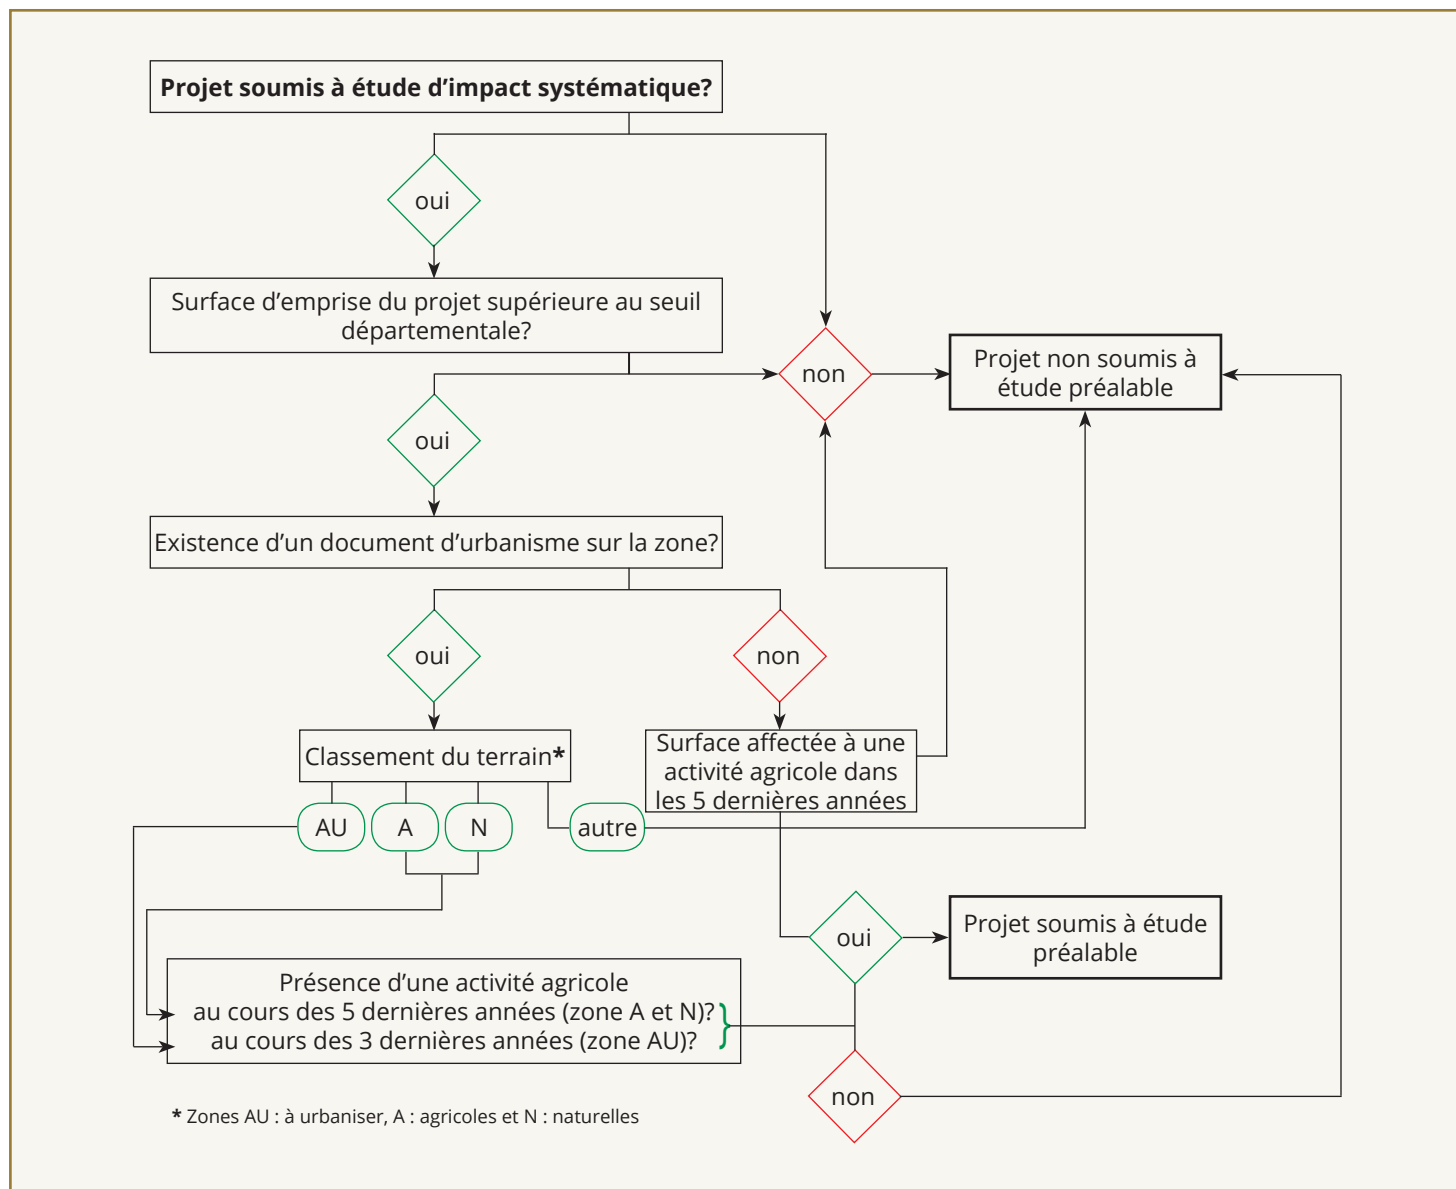 Projet soumis à étude d’impact systématique?
oui
Surface d’emprise du projet supérieure au seuil
départementale?
non
Projet non soumis à
étude préalable
oui
Existence d’un document d’urbanisme sur la zone?
oui
non
Classement du terrain*
Surface affectée à une
activité agricole dans
les 5 dernières années
AU
A
N
autre
oui
Projet soumis à étude
préalable
Présence d’une activité agricole
au cours des 5 dernières années (zone A et N)?
au cours des 3 dernières années (zone AU)?
non
* Zones AU : à urbaniser, A : agricoles et N : naturelles